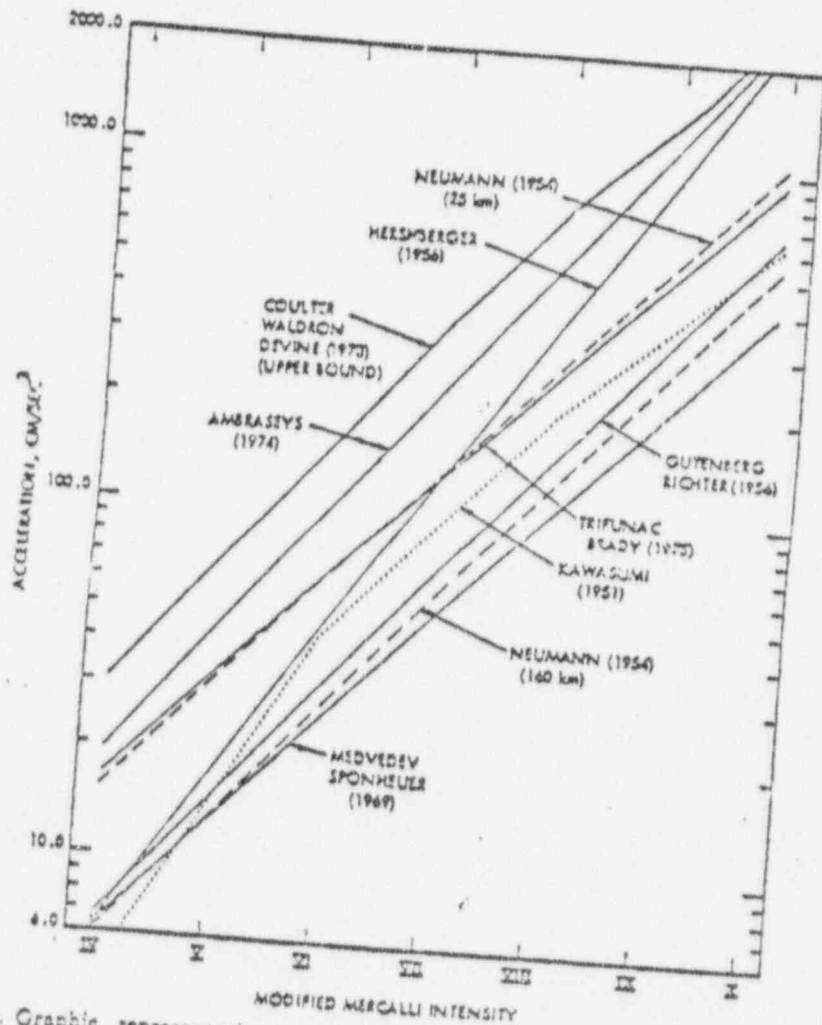 2000.0
1000.0
NEUMANN (1954)
(25 km)
HERSHBERGER
(1956)
COULTER
WALDRON
DEVINE (1973)
(UPPER BOUND)
AMBRASEYS
(1974)
ACCELERATION, CM/SEC
100.0
GUTENBERG
RICHTER (1956)
TRIFUNAC
BRADY (1975)
KAWASUMI
(1951)
NEUMANN (1954)
(160 km)
MEDVEDEV
SPONHEUER
(1969)
10.0
4.0
IV V VI VII VIII IX X
MODIFIED MERCALLI INTENSITY
Graphic